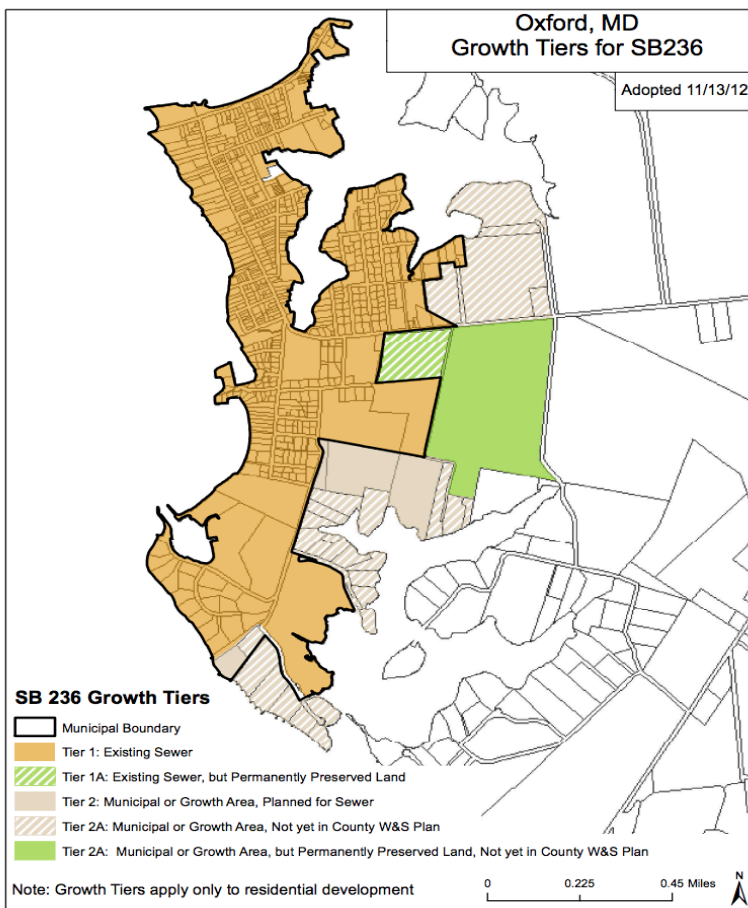 Oxford, MD
Growth Tiers for SB236
Adopted 11/13/12
SB 236 Growth Tiers
Municipal Boundary
Tier 1: Existing Sewer
Tier 1A: Existing Sewer, but Permanently Preserved Land
Tier 2: Municipal or Growth Area, Planned for Sewer
Tier 2A: Municipal or Growth Area, Not yet in County W&S Plan
Tier 2A: Municipal or Growth Area, but Permanently Preserved Land, Not yet in County W&S Plan
Note: Growth Tiers apply only to residential development
0 0.225 0.45 Miles
N